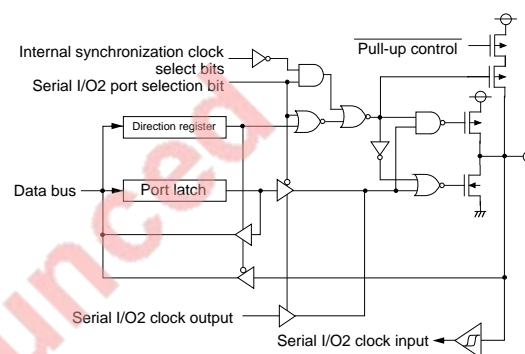 Internal synchronization clock
select bits
Serial I/O2 port selection bit
Pull-up control
Direction register
Data bus
Port latch
Serial I/O2 clock output
Serial I/O2 clock input
unced